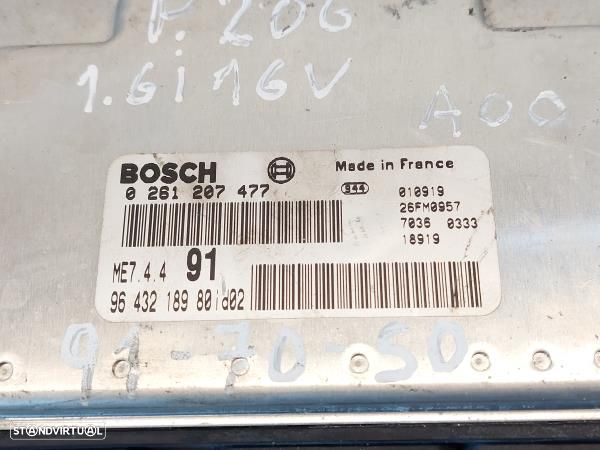 P. 206
1.6i 16V
A00
BOSCH
Made in France
0 261 207 477
944 010919
26FM0957
7036 0333
18919
ME7.4.4 91
96 432 189 80 d02
91-70-50
STANDVIRTUAL